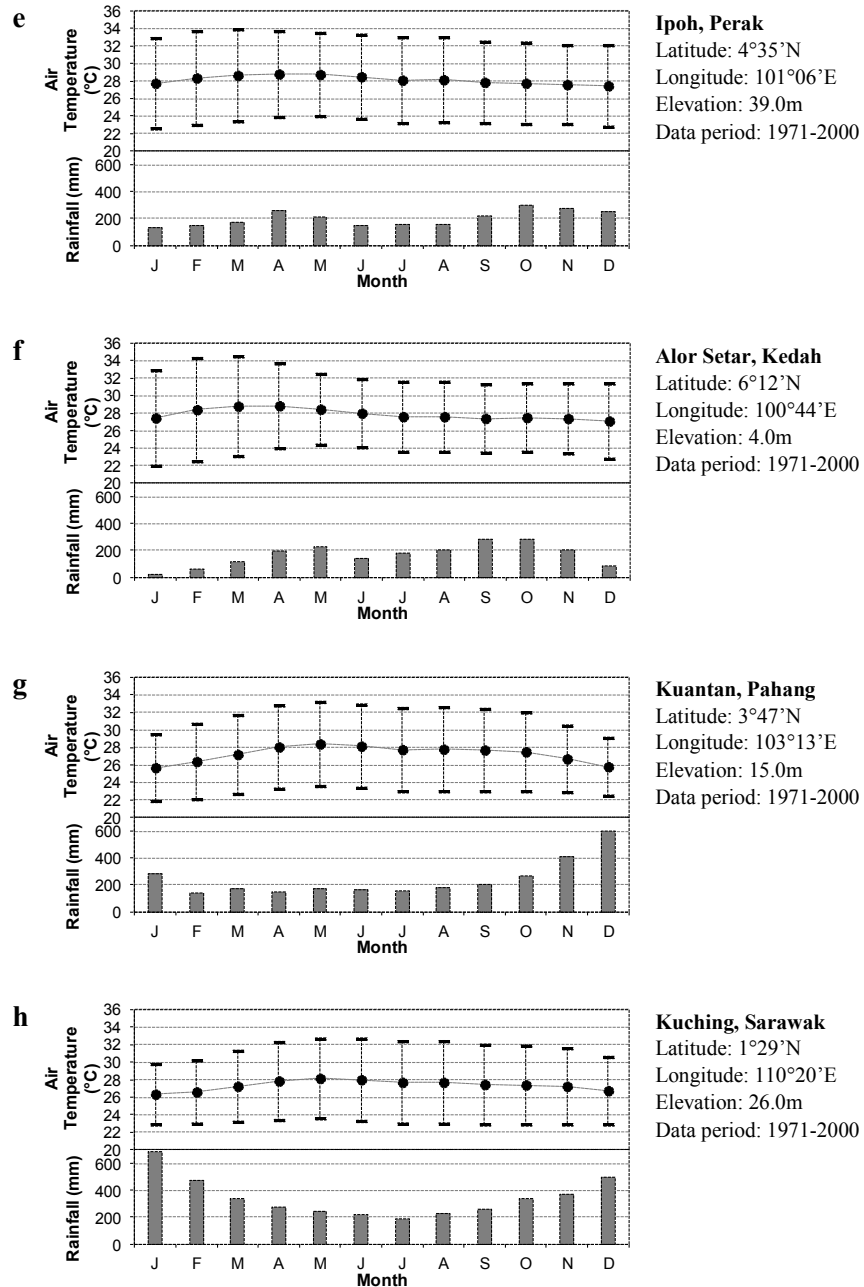 e
36
34
32
30
28
26
24
22
20
Air
Temperature
(°C)
600
400
200
0
Rainfall (mm)
J F M A M J J A S O N D
Month
Ipoh, Perak
Latitude: 4°35’N
Longitude: 101°06’E
Elevation: 39.0m
Data period: 1971-2000
f
36
34
32
30
28
26
24
22
20
Air
Temperature
(°C)
600
400
200
0
Rainfall (mm)
J F M A M J J A S O N D
Month
Alor Setar, Kedah
Latitude: 6°12’N
Longitude: 100°44’E
Elevation: 4.0m
Data period: 1971-2000
g
36
34
32
30
28
26
24
22
20
Air
Temperature
(°C)
600
400
200
0
Rainfall (mm)
J F M A M J J A S O N D
Month
Kuantan, Pahang
Latitude: 3°47’N
Longitude: 103°13’E
Elevation: 15.0m
Data period: 1971-2000
h
36
34
32
30
28
26
24
22
20
Air
Temperature
(°C)
600
400
200
0
Rainfall (mm)
J F M A M J J A S O N D
Month
Kuching, Sarawak
Latitude: 1°29’N
Longitude: 110°20’E
Elevation: 26.0m
Data period: 1971-2000